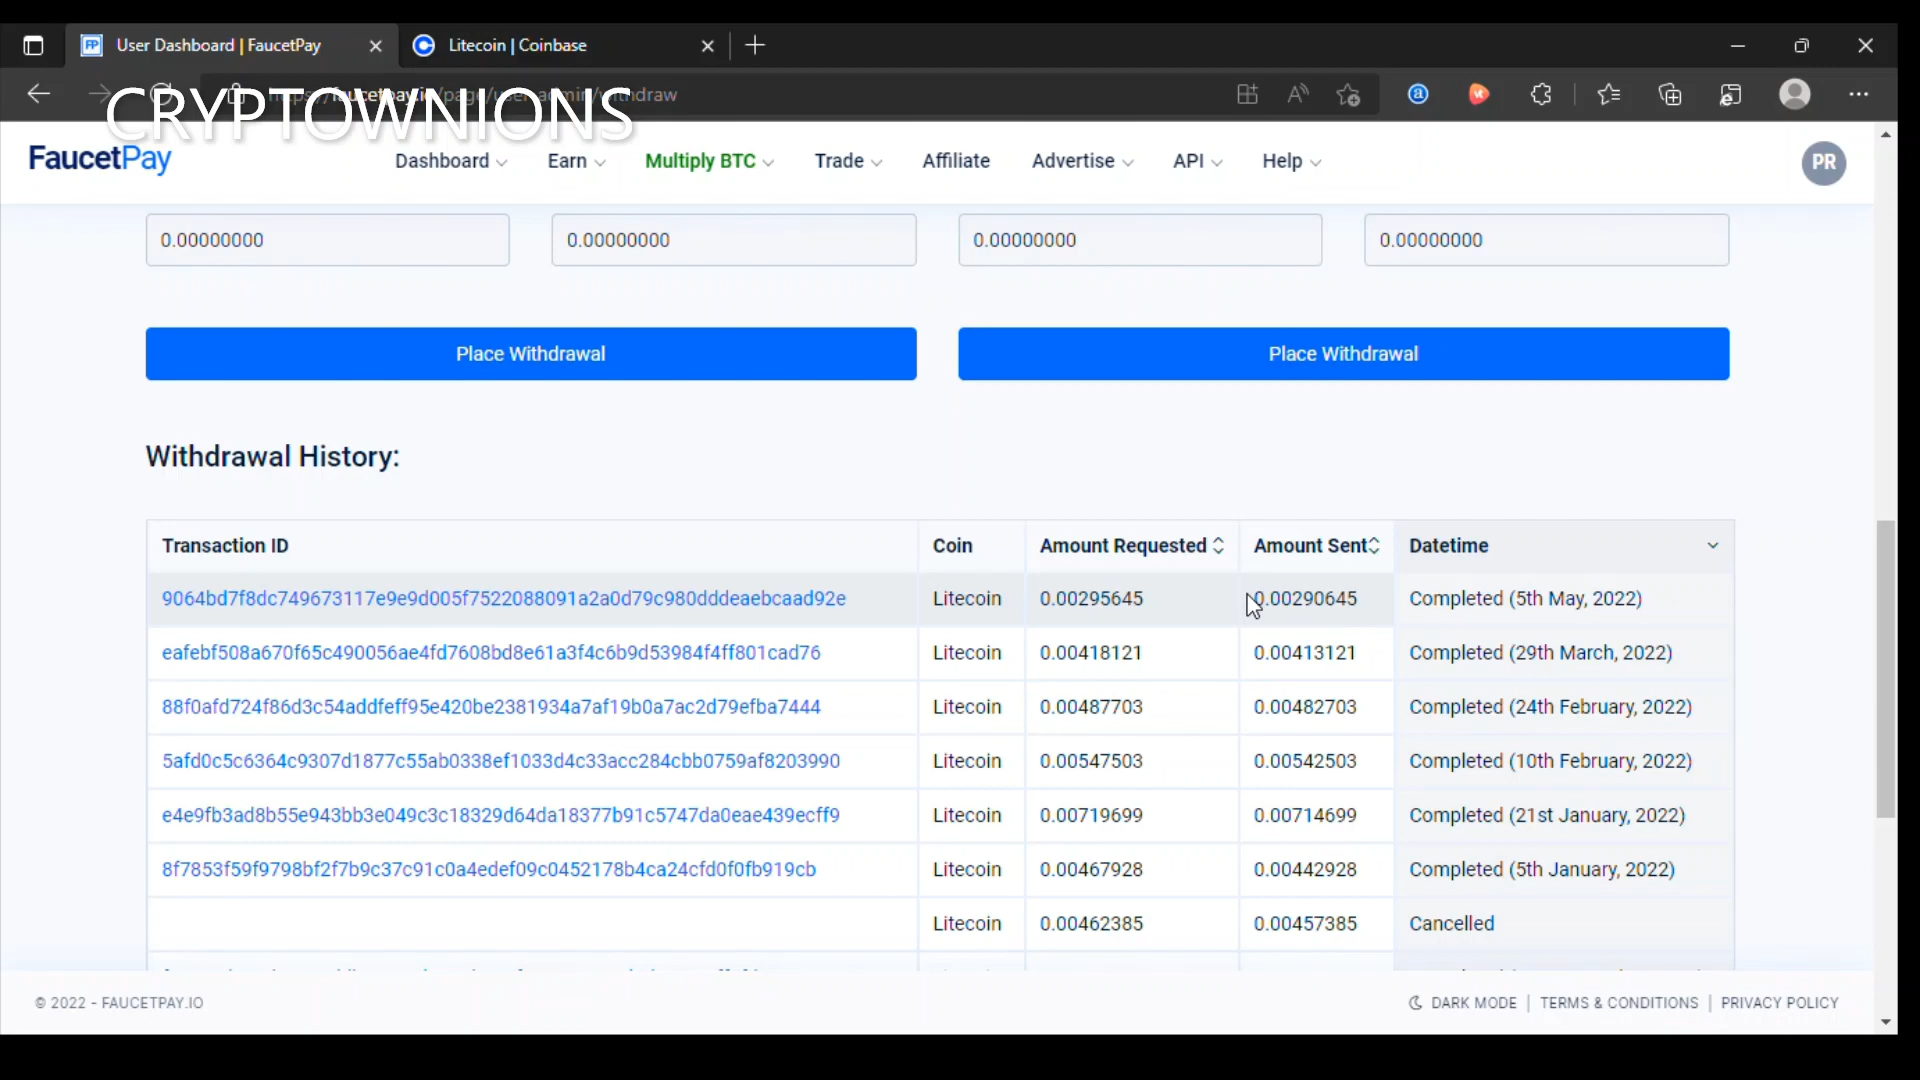 User Dashboard | FaucetPay
Litecoin | Coinbase
CRYPTOWNIONS
FaucetPay
Dashboard
Earn
Multiply BTC
Trade
Affiliate
Advertise
API
Help
PR
0.00000000
0.00000000
0.00000000
0.00000000
Place Withdrawal
Place Withdrawal
Withdrawal History:
Transaction ID Coin Amount Requested Amount Sent Datetime
9064bd7f8dc749673117e9e9d005f7522088091a2a0d79c980dddeaebcaad92e Litecoin 0.00295645 0.00290645 Completed (5th May, 2022)
eafebf508a670f65c490056ae4fd7608bd8e61a3f4c6b9d53984f4ff801cad76 Litecoin 0.00418121 0.00413121 Completed (29th March, 2022)
88f0afd724f86d3c54addfeff95e420be2381934a7af19b0a7ac2d79efba7444 Litecoin 0.00487703 0.00482703 Completed (24th February, 2022)
5afd0c5c6364c9307d1877c55ab0338ef1033d4c33acc284cbb0759af8203990 Litecoin 0.00547503 0.00542503 Completed (10th February, 2022)
e4e9fb3ad8b55e943bb3e049c3c18329d64da18377b91c5747da0eae439ecff9 Litecoin 0.00719699 0.00714699 Completed (21st January, 2022)
8f7853f59f9798bf2f7b9c37c91c0a4edef09c0452178b4ca24cfd0f0fb919cb Litecoin 0.00467928 0.00442928 Completed (5th January, 2022)
Litecoin 0.00462385 0.00457385 Cancelled
© 2022 - FAUCETPAY.IO
DARK MODE | TERMS & CONDITIONS | PRIVACY POLICY